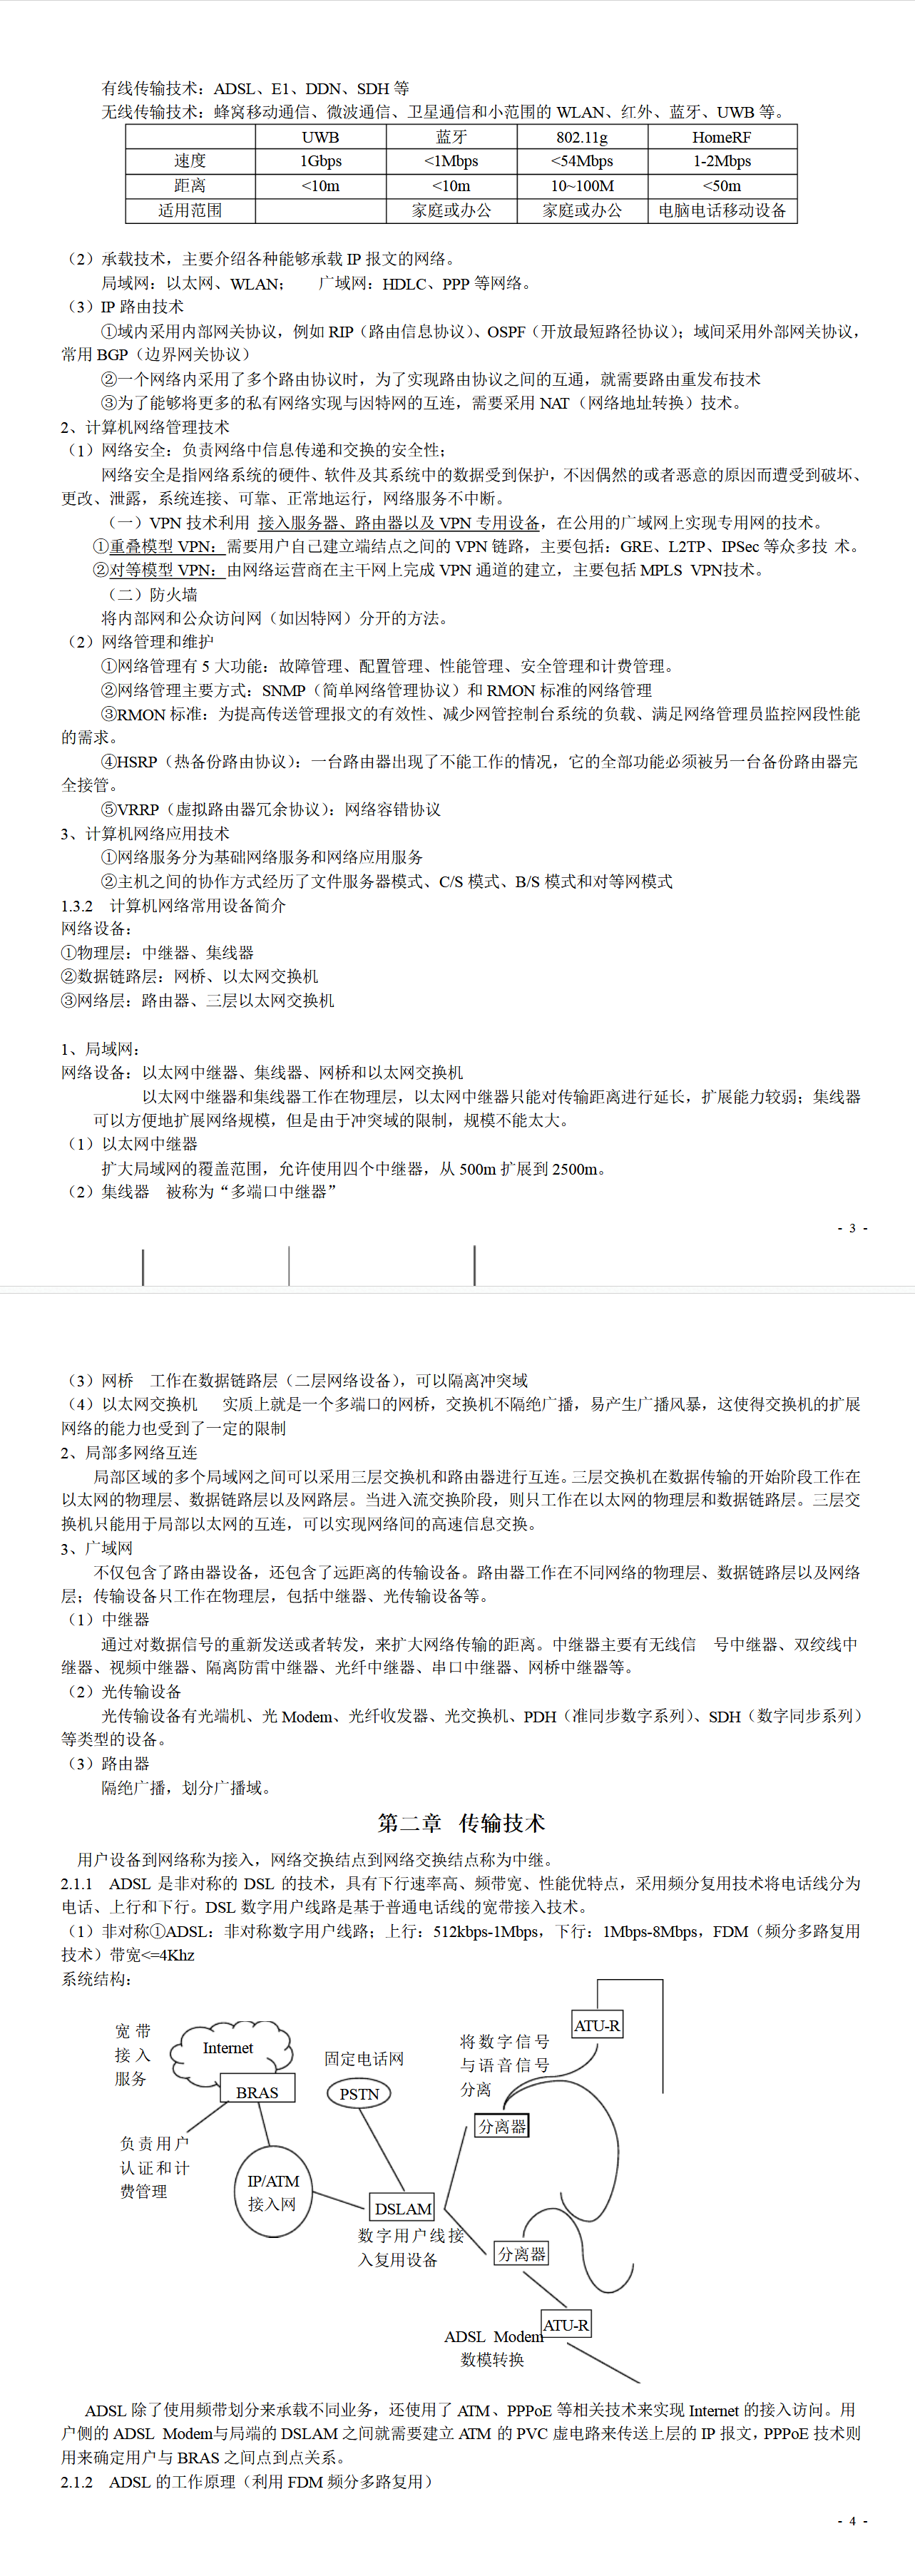 有线传输技术：ADSL、E1、DDN、SDH 等
无线传输技术：蜂窝移动通信、微波通信、卫星通信和小范围的 WLAN、红外、蓝牙、UWB 等。
UWB 蓝牙 802.11g HomeRF
速度 1Gbps <1Mbps <54Mbps 1-2Mbps
距离 <10m <10m 10~100M <50m
适用范围 家庭或办公 家庭或办公 电脑电话移动设备
（2）承载技术，主要介绍各种能够承载 IP 报文的网络。
局域网：以太网、WLAN； 广域网：HDLC、PPP 等网络。
（3）IP 路由技术
①域内采用内部网关协议，例如 RIP（路由信息协议）、OSPF（开放最短路径协议）；域间采用外部网关协议，
常用 BGP（边界网关协议）
②一个网络内采用了多个路由协议时，为了实现路由协议之间的互通，就需要路由重发布技术
③为了能够将更多的私有网络实现与因特网的互连，需要采用 NAT（网络地址转换）技术。
2、计算机网络管理技术
（1）网络安全：负责网络中信息传递和交换的安全性；
网络安全是指网络系统的硬件、软件及其系统中的数据受到保护，不因偶然的或者恶意的原因而遭受到破坏、
更改、泄露，系统连接、可靠、正常地运行，网络服务不中断。
（一）VPN 技术利用 接入服务器、路由器以及 VPN 专用设备，在公用的广域网上实现专用网的技术。
①重叠模型 VPN：需要用户自己建立端结点之间的 VPN 链路，主要包括：GRE、L2TP、IPSec 等众多技 术。
②对等模型 VPN：由网络运营商在主干网上完成 VPN 通道的建立，主要包括 MPLS VPN技术。
（二）防火墙
将内部网和公众访问网（如因特网）分开的方法。
（2）网络管理和维护
①网络管理有 5 大功能：故障管理、配置管理、性能管理、安全管理和计费管理。
②网络管理主要方式：SNMP（简单网络管理协议）和 RMON 标准的网络管理
③RMON 标准：为提高传送管理报文的有效性、减少网管控制台系统的负载、满足网络管理员监控网段性能
的需求。
④HSRP（热备份路由协议）：一台路由器出现了不能工作的情况，它的全部功能必须被另一台备份路由器完
全接管。
⑤VRRP（虚拟路由器冗余协议）：网络容错协议
3、计算机网络应用技术
①网络服务分为基础网络服务和网络应用服务
②主机之间的协作方式经历了文件服务器模式、C/S 模式、B/S 模式和对等网模式
1.3.2 计算机网络常用设备简介
网络设备：
①物理层：中继器、集线器
②数据链路层：网桥、以太网交换机
③网络层：路由器、三层以太网交换机
1、局域网：
网络设备：以太网中继器、集线器、网桥和以太网交换机
以太网中继器和集线器工作在物理层，以太网中继器只能对传输距离进行延长，扩展能力较弱；集线器
可以方便地扩展网络规模，但是由于冲突域的限制，规模不能太大。
（1）以太网中继器
扩大局域网的覆盖范围，允许使用四个中继器，从 500m 扩展到 2500m。
（2）集线器 被称为“多端口中继器”
- 3 -
（3）网桥 工作在数据链路层（二层网络设备），可以隔离冲突域
（4）以太网交换机 实质上就是一个多端口的网桥，交换机不隔绝广播，易产生广播风暴，这使得交换机的扩展
网络的能力也受到了一定的限制
2、局部多网络互连
局部区域的多个局域网之间可以采用三层交换机和路由器进行互连。三层交换机在数据传输的开始阶段工作在
以太网的物理层、数据链路层以及网路层。当进入流交换阶段，则只工作在以太网的物理层和数据链路层。三层交
换机只能用于局部以太网的互连，可以实现网络间的高速信息交换。
3、广域网
不仅包含了路由器设备，还包含了远距离的传输设备。路由器工作在不同网络的物理层、数据链路层以及网络
层；传输设备只工作在物理层，包括中继器、光传输设备等。
（1）中继器
通过对数据信号的重新发送或者转发，来扩大网络传输的距离。中继器主要有无线信 号中继器、双绞线中
继器、视频中继器、隔离防雷中继器、光纤中继器、串口中继器、网桥中继器等。
（2）光传输设备
光传输设备有光端机、光 Modem、光纤收发器、光交换机、PDH（准同步数字系列）、SDH（数字同步系列）
等类型的设备。
（3）路由器
隔绝广播，划分广播域。
第二章 传输技术
用户设备到网络称为接入，网络交换结点到网络交换结点称为中继。
2.1.1 ADSL 是非对称的 DSL 的技术，具有下行速率高、频带宽、性能优特点，采用频分复用技术将电话线分为
电话、上行和下行。DSL 数字用户线路是基于普通电话线的宽带接入技术。
（1）非对称①ADSL：非对称数字用户线路；上行：512kbps-1Mbps，下行：1Mbps-8Mbps，FDM（频分多路复用
技术）带宽<=4Khz
系统结构：
ATU-R
宽带
接入
服务
Internet
BRAS
固定电话网
PSTN
将数字信号
与语音信号
分离
分离器
负责用户
认证和计
费管理
IP/ATM
接入网
DSLAM
数字用户线接
入复用设备
分离器
ATU-R
ADSL Modem
数模转换
ADSL 除了使用频带划分来承载不同业务，还使用了 ATM、PPPoE 等相关技术来实现 Internet 的接入访问。用
户侧的 ADSL Modem与局端的 DSLAM 之间就需要建立 ATM 的 PVC 虚电路来传送上层的 IP 报文，PPPoE 技术则
用来确定用户与 BRAS 之间点到点关系。
2.1.2 ADSL 的工作原理（利用 FDM 频分多路复用）
- 4 -